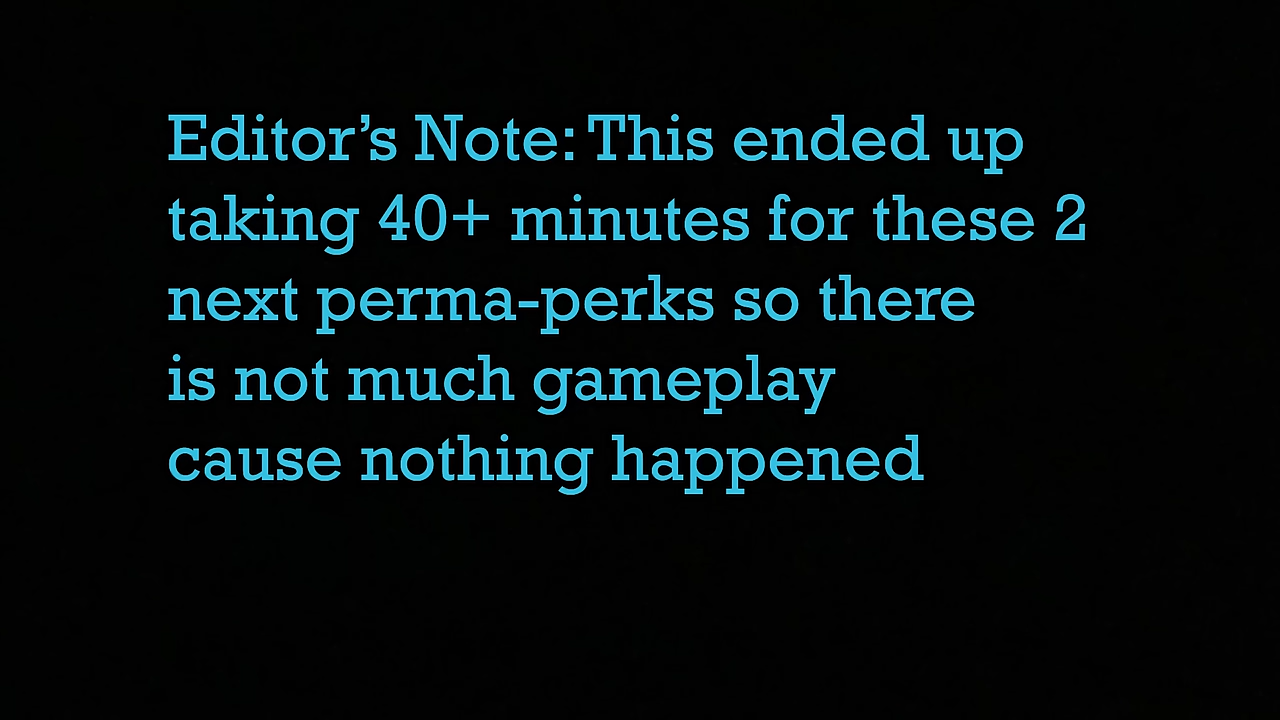 Editor’s Note: This ended up
taking 40+ minutes for these 2
next perma-perks so there
is not much gameplay
cause nothing happened